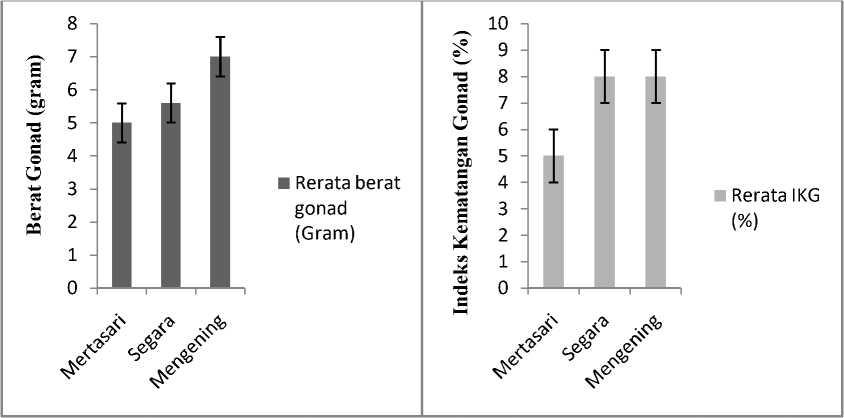 Berat Gonad (gram)
8
7
6
5
4
3
2
1
0
Mertasari
Segara
Mengening
Rerata berat
gonad
(Gram)
Indeks Kematangan Gonad (%)
10
9
8
7
6
5
4
3
2
1
0
Mertasari
Segara
Mengening
Rerata IKG
(%)